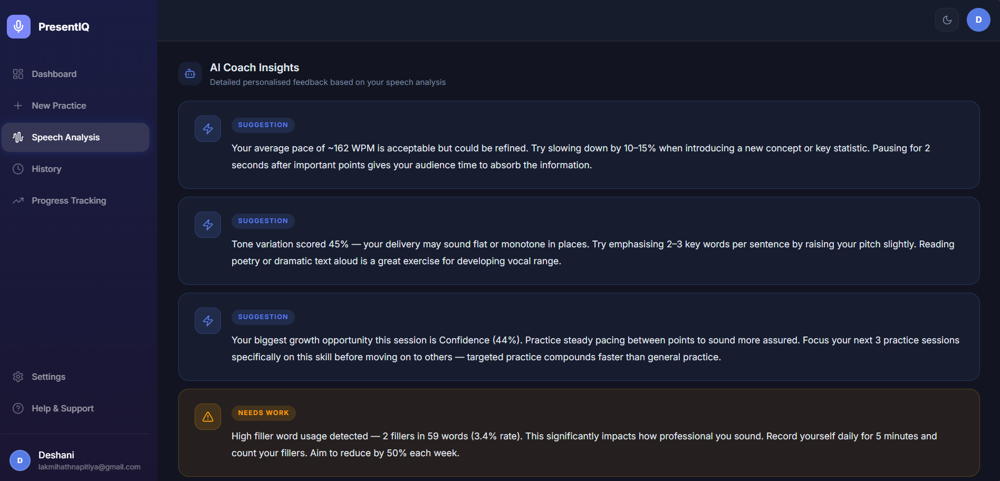 PresentIQ
D
Dashboard
New Practice
Speech Analysis
History
Progress Tracking
Settings
Help & Support
D
Deshani
lakmihathnapitiya@gmail.com
AI Coach Insights
Detailed personalised feedback based on your speech analysis
SUGGESTION
Your average pace of ~162 WPM is acceptable but could be refined. Try slowing down by 10–15% when introducing a new concept or key statistic. Pausing for 2
seconds after important points gives your audience time to absorb the information.
SUGGESTION
Tone variation scored 45% — your delivery may sound flat or monotone in places. Try emphasising 2–3 key words per sentence by raising your pitch slightly. Reading
poetry or dramatic text aloud is a great exercise for developing vocal range.
SUGGESTION
Your biggest growth opportunity this session is Confidence (44%). Practice steady pacing between points to sound more assured. Focus your next 3 practice sessions
specifically on this skill before moving on to others — targeted practice compounds faster than general practice.
NEEDS WORK
High filler word usage detected — 2 fillers in 59 words (3.4% rate). This significantly impacts how professional you sound. Record yourself daily for 5 minutes and
count your fillers. Aim to reduce by 50% each week.